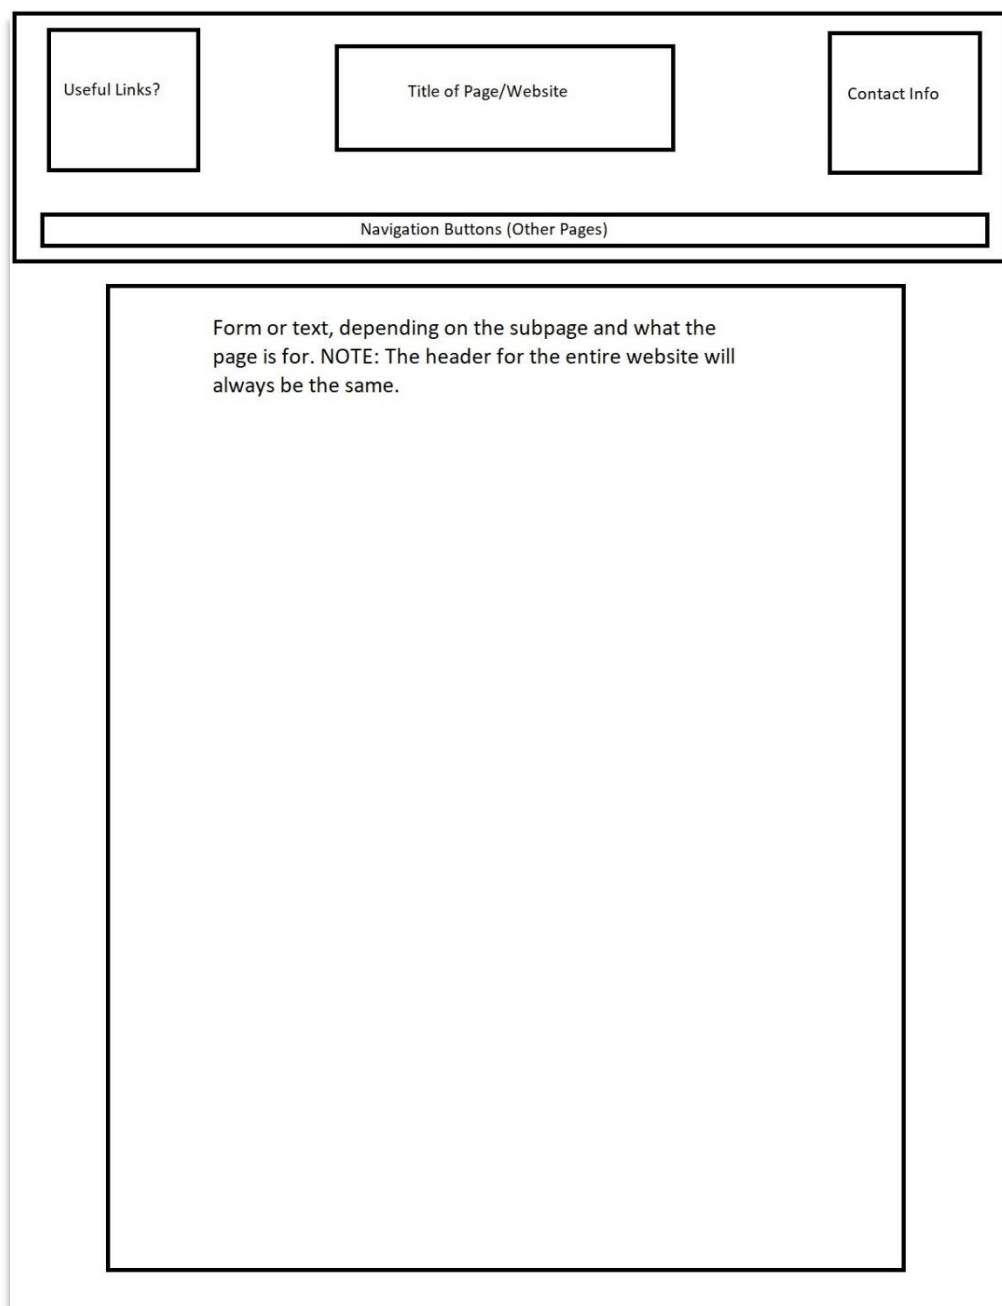 Useful Links?
Title of Page/Website
Contact Info
Navigation Buttons (Other Pages)
Form or text, depending on the subpage and what the
page is for. NOTE: The header for the entire website will
always be the same.